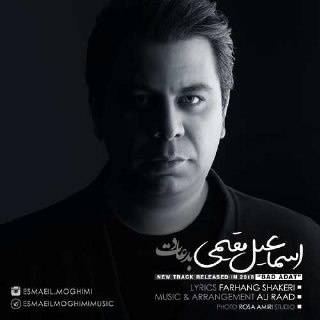 اسماعیل مقیمی
بد عادت
NEW TRACK RELEASED IN 2016 "BAD ADAT"
LYRICS FARHANG SHAKERI
MUSIC & ARRANGEMENT ALI RAAD
PHOTO ROSA AMIRI STUDIO
ESMAEIL.MOGHIMI
ESMAEILMOGHIMIMUSIC